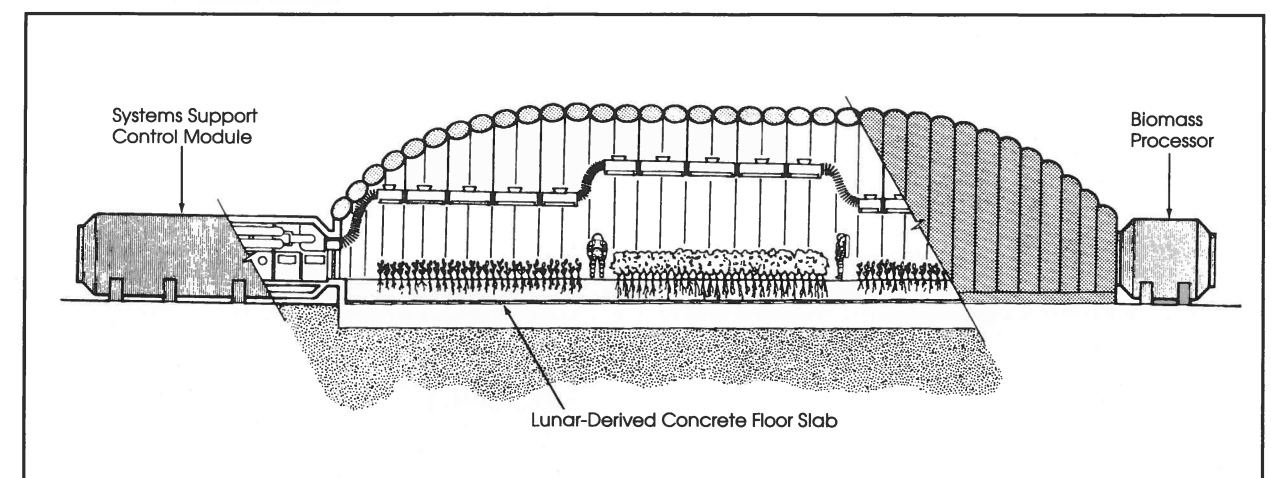 Systems Support
Control Module
Biomass
Processor
Lunar-Derived Concrete Floor Slab